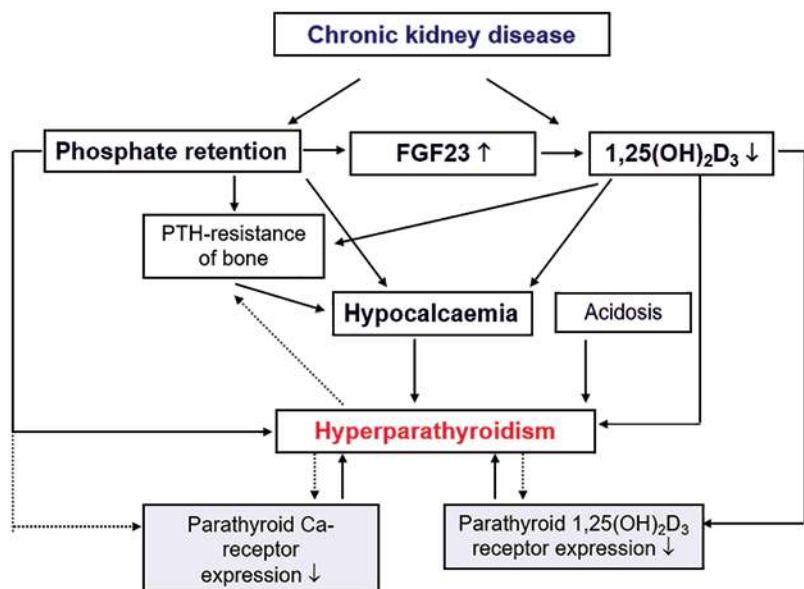 Chronic kidney disease
Phosphate retention
FGF23 ↑
1,25(OH)₂D₃ ↓
PTH-resistance
of bone
Hypocalcaemia
Acidosis
Hyperparathyroidism
Parathyroid Ca-
receptor
expression ↓
Parathyroid 1,25(OH)₂D₃
receptor expression ↓